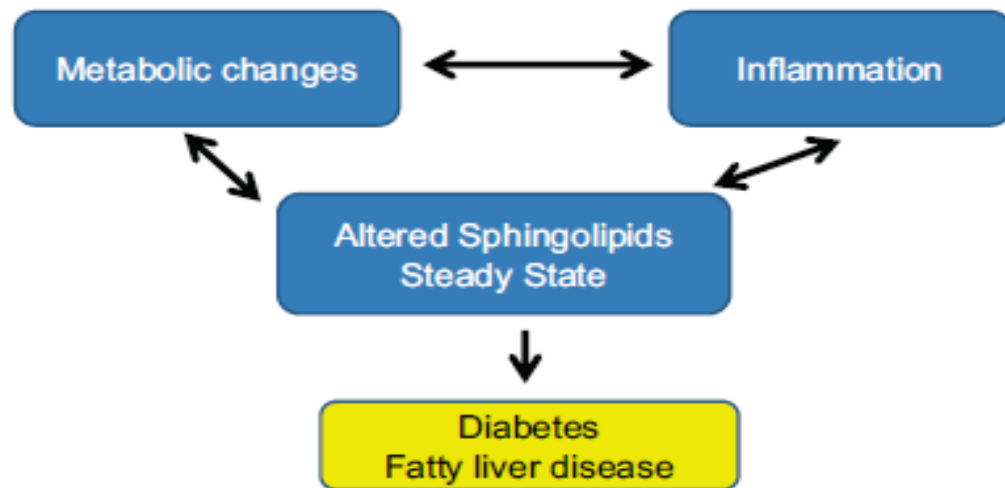 Metabolic changes
Inflammation
Altered Sphingolipids
Steady State
Diabetes
Fatty liver disease